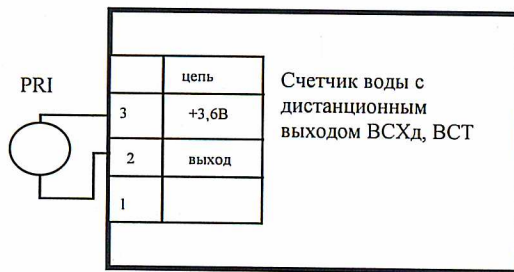 PRI
цепь
3 +3,6В
2 выход
1
Счетчик воды с
дистанционным
выходом ВСХд, ВСТ